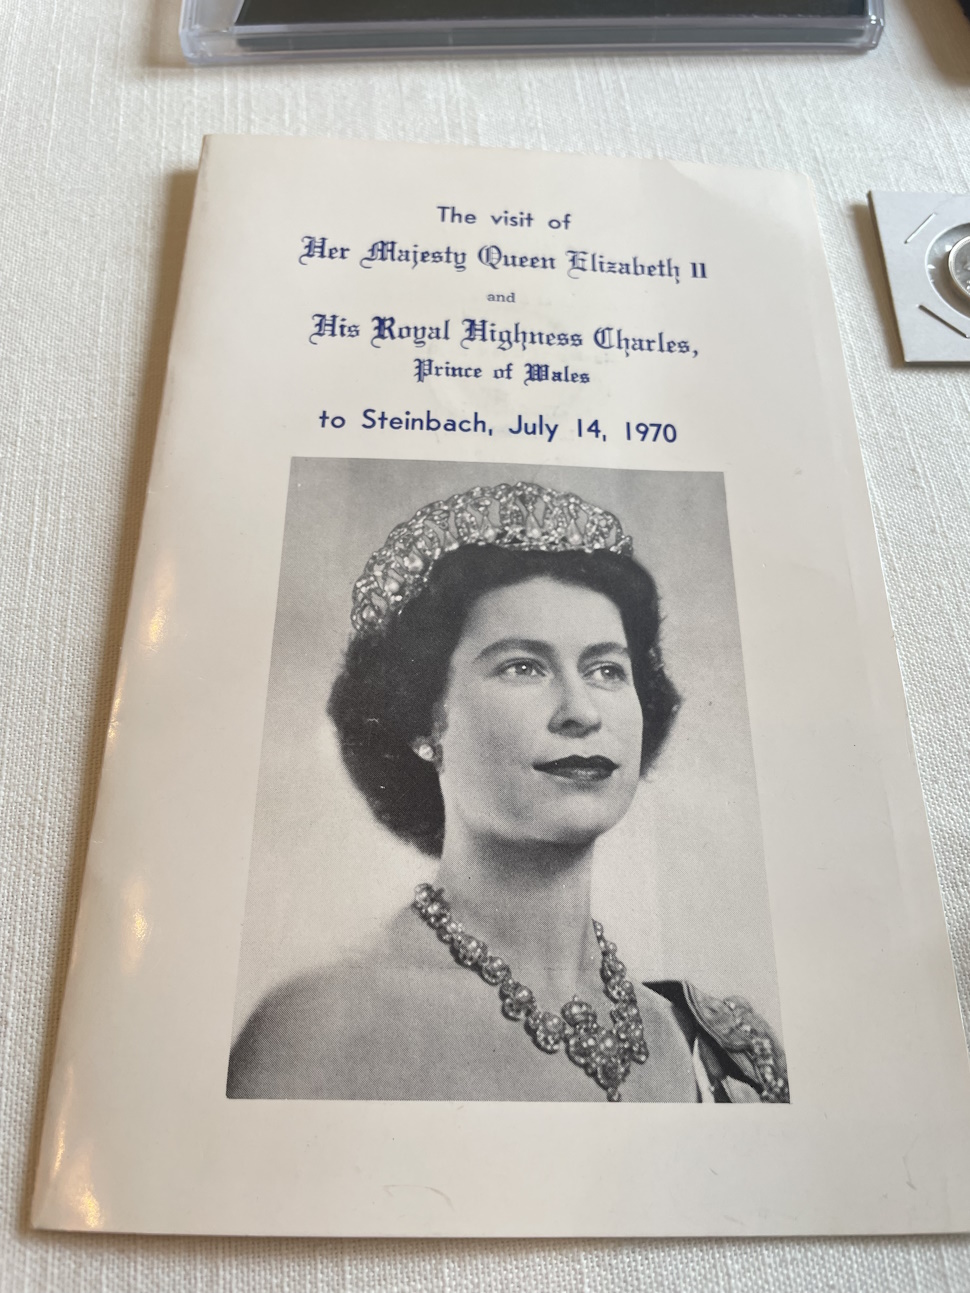 The visit of
Her Majesty Queen Elizabeth II
and
His Royal Highness Charles,
Prince of Wales
to Steinbach, July 14, 1970